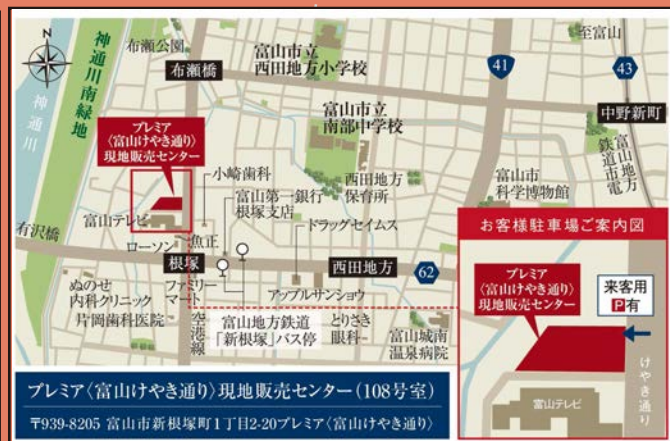 N
神通川
神通川南緑地
布瀬公園
布瀬橋
富山市立
西田地方小学校
41
至富山
43
中野新町
富山市立
南部中学校
富山地方
鉄道市電
プレミア
〈富山けやき通り〉
現地販売センター
小崎歯科
富山第一銀行
根塚支店
西田地方
保育所
富山市
科学博物館
富山テレビ
ドラッグセイムス
有沢橋
ローソン
魚正
根塚
西田地方
62
ぬのせ
内科クリニック
ファミリー
マート
アップルサンショウ
片岡歯科医院
空港線
富山地方鉄道
「新根塚」バス停
とりさき
眼科
富山城南
温泉病院
お客様駐車場ご案内図
プレミア
〈富山けやき通り〉
現地販売センター
来客用
P有
富山テレビ
けやき通り
プレミア〈富山けやき通り〉現地販売センター(108号室)
〒939-8205 富山市新根塚町1丁目2-20プレミア〈富山けやき通り〉